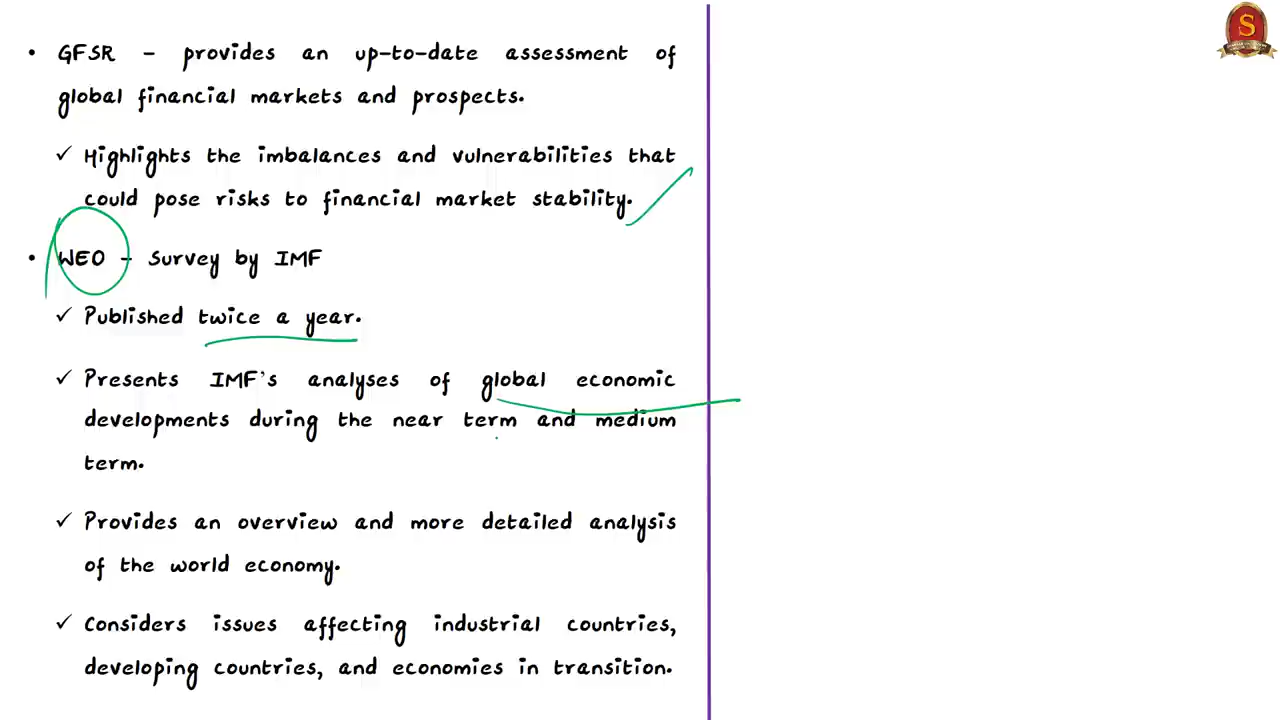 • GFSR – provides an up-to-date assessment of
global financial markets and prospects.
✓ Highlights the imbalances and vulnerabilities that
could pose risks to financial market stability.
• WEO – Survey by IMF
✓ Published twice a year.
✓ Presents IMF's analyses of global economic
developments during the near term and medium
term.
✓ Provides an overview and more detailed analysis
of the world economy.
✓ Considers issues affecting industrial countries,
developing countries, and economies in transition.
S